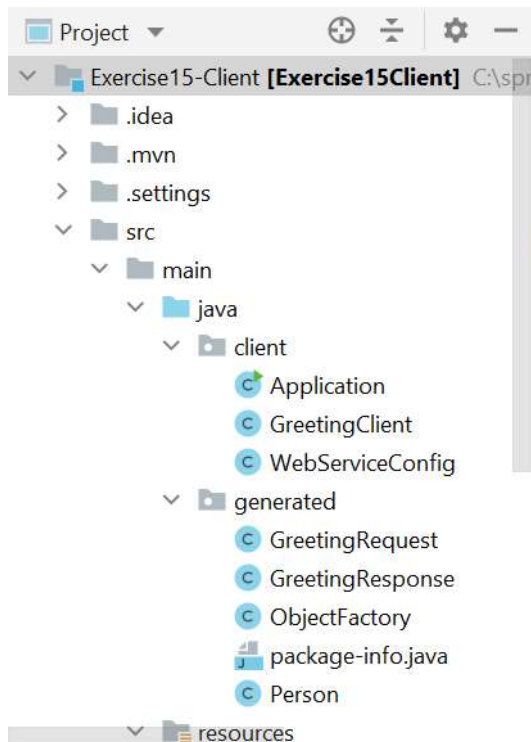 Project
Exercise15-Client [Exercise15Client] C:\spr
.idea
.mvn
.settings
src
main
java
client
Application
GreetingClient
WebServiceConfig
generated
GreetingRequest
GreetingResponse
ObjectFactory
package-info.java
Person
resources